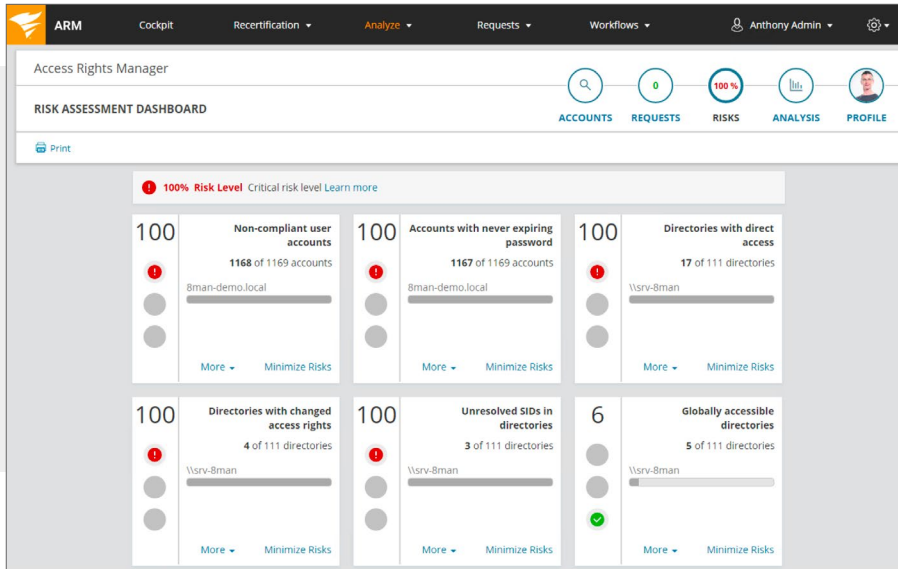 ARM Cockpit Recertification Analyze Requests Workflows Anthony Admin
Access Rights Manager
100 %
0
RISK ASSESSMENT DASHBOARD
ACCOUNTS REQUESTS RISKS ANALYSIS PROFILE
Print
100% Risk Level Critical risk level Learn more
100
Non-compliant user
accounts
1168 of 1169 accounts
8man-demo.local
More Minimize Risks
100
Accounts with never expiring
password
1167 of 1169 accounts
8man-demo.local
More Minimize Risks
100
Directories with direct
access
17 of 111 directories
\\srv-8man
More Minimize Risks
100
Directories with changed
access rights
4 of 111 directories
\\srv-8man
More Minimize Risks
100
Unresolved SIDs in
directories
3 of 111 directories
\\srv-8man
More Minimize Risks
6
Globally accessible
directories
5 of 111 directories
\\srv-8man
More Minimize Risks